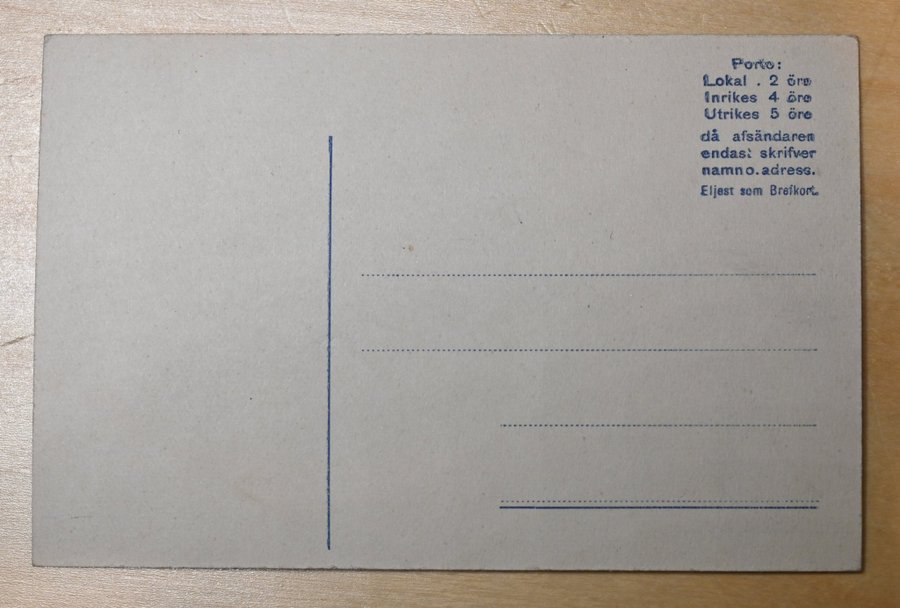 Porto:
Lokal . 2 öre
Inrikes 4 öre
Utrikes 5 öre
då afsändaren
endast skrifver
namn o. adress.
Eljest som Brefkort.